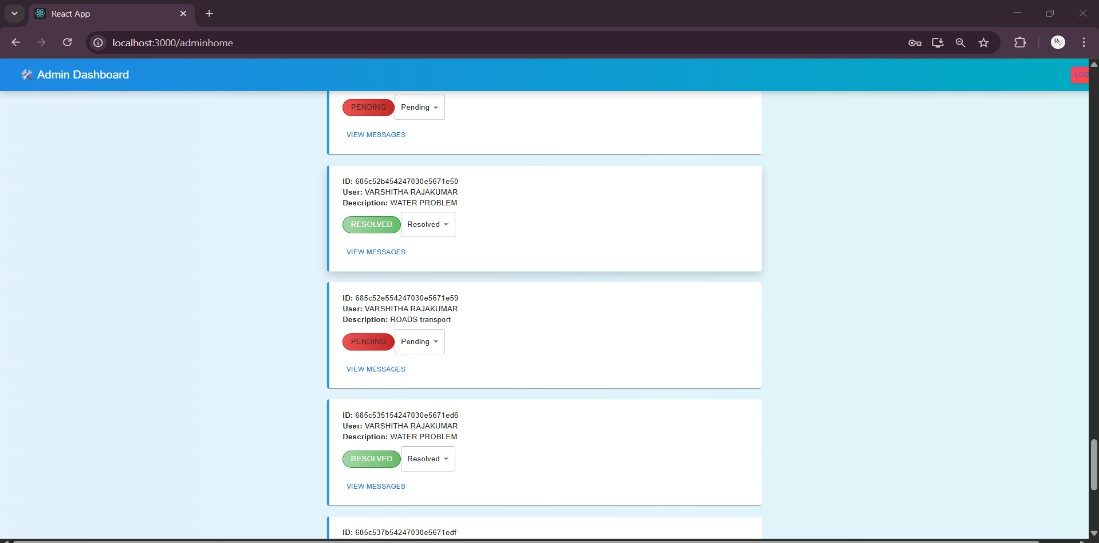 React App
localhost:3000/adminhome
Admin Dashboard
LOG
PENDING Pending
VIEW MESSAGES
ID: 685c52b454247030e5671e50
User: VARSHITHA RAJAKUMAR
Description: WATER PROBLEM
RESOLVED Resolved
VIEW MESSAGES
ID: 685c52e554247030e5671e59
User: VARSHITHA RAJAKUMAR
Description: ROADS transport
PENDING Pending
VIEW MESSAGES
ID: 685c535154247030e5671ed6
User: VARSHITHA RAJAKUMAR
Description: WATER PROBLEM
RESOLVED Resolved
VIEW MESSAGES
ID: 685c537b54247030e5671edf